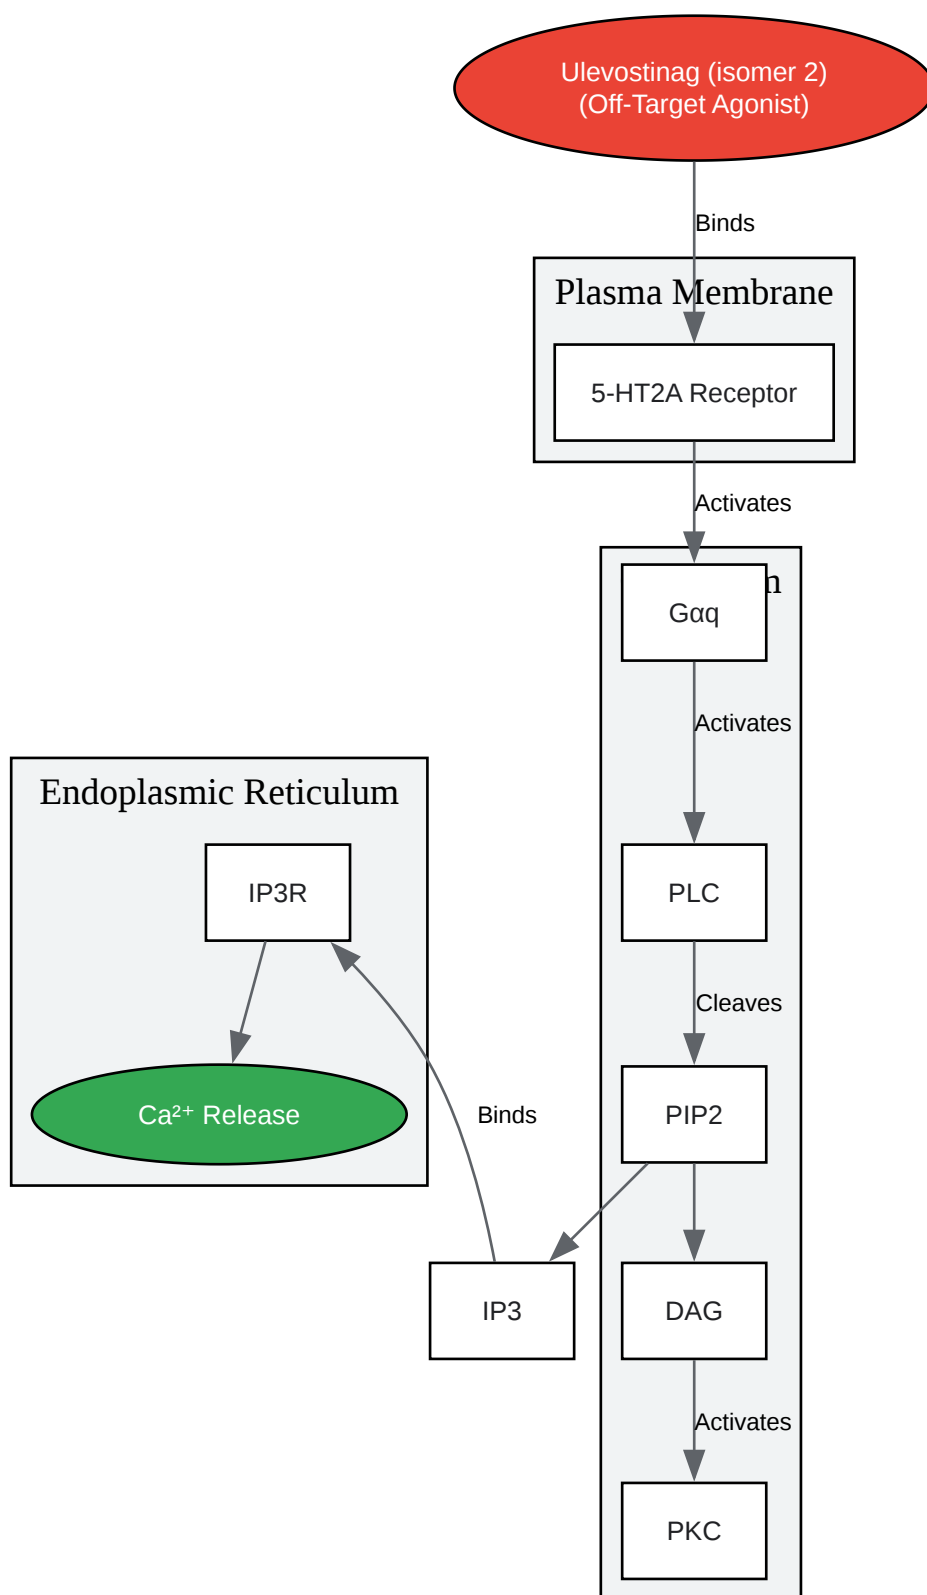 Ulevostinag (isomer 2)
(Off-Target Agonist)
Binds
Plasma Membrane
5-HT2A Receptor
Activates
Gαq
Activates
Endoplasmic Reticulum
IP3R
PLC
Cleaves
Ca²⁺ Release
Binds
PIP2
IP3
DAG
Activates
PKC